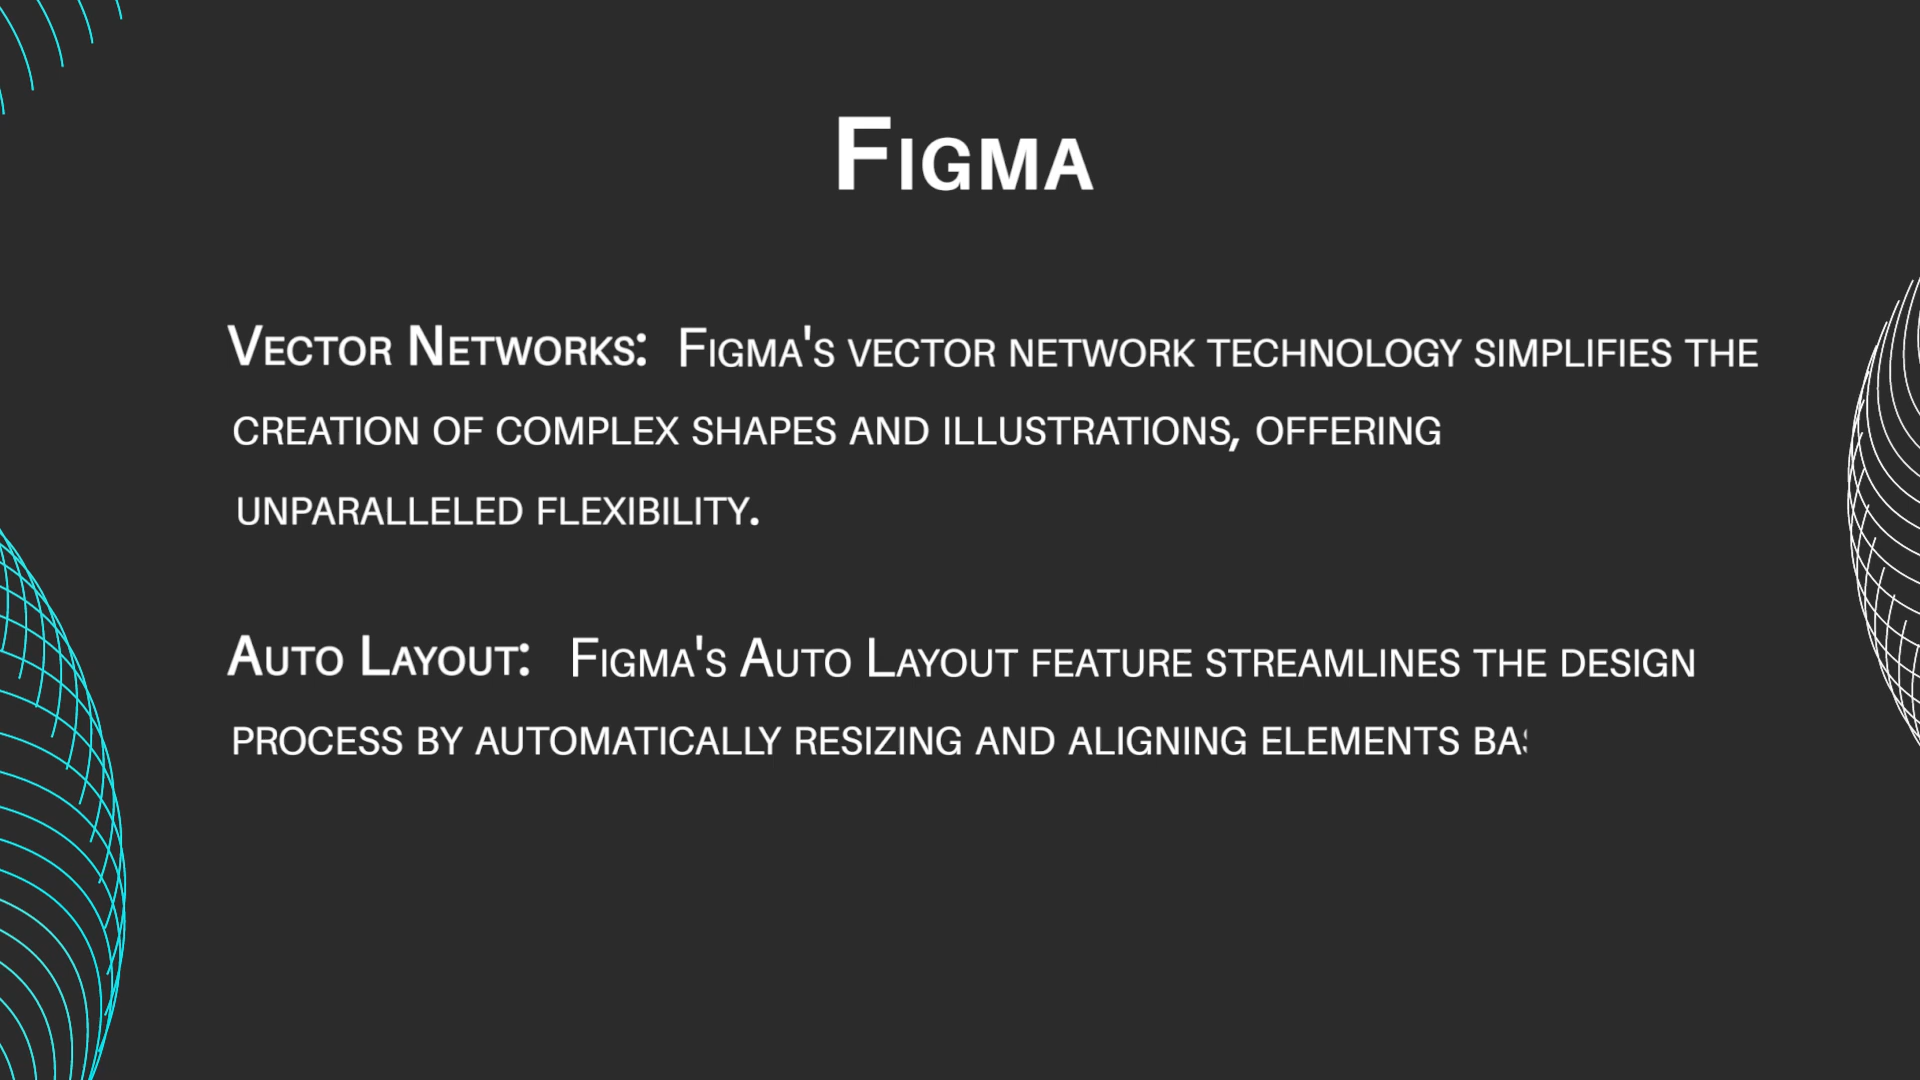 Figma
Vector Networks: Figma's vector network technology simplifies the
creation of complex shapes and illustrations, offering
unparalleled flexibility.
Auto Layout: Figma's Auto Layout feature streamlines the design
process by automatically resizing and aligning elements